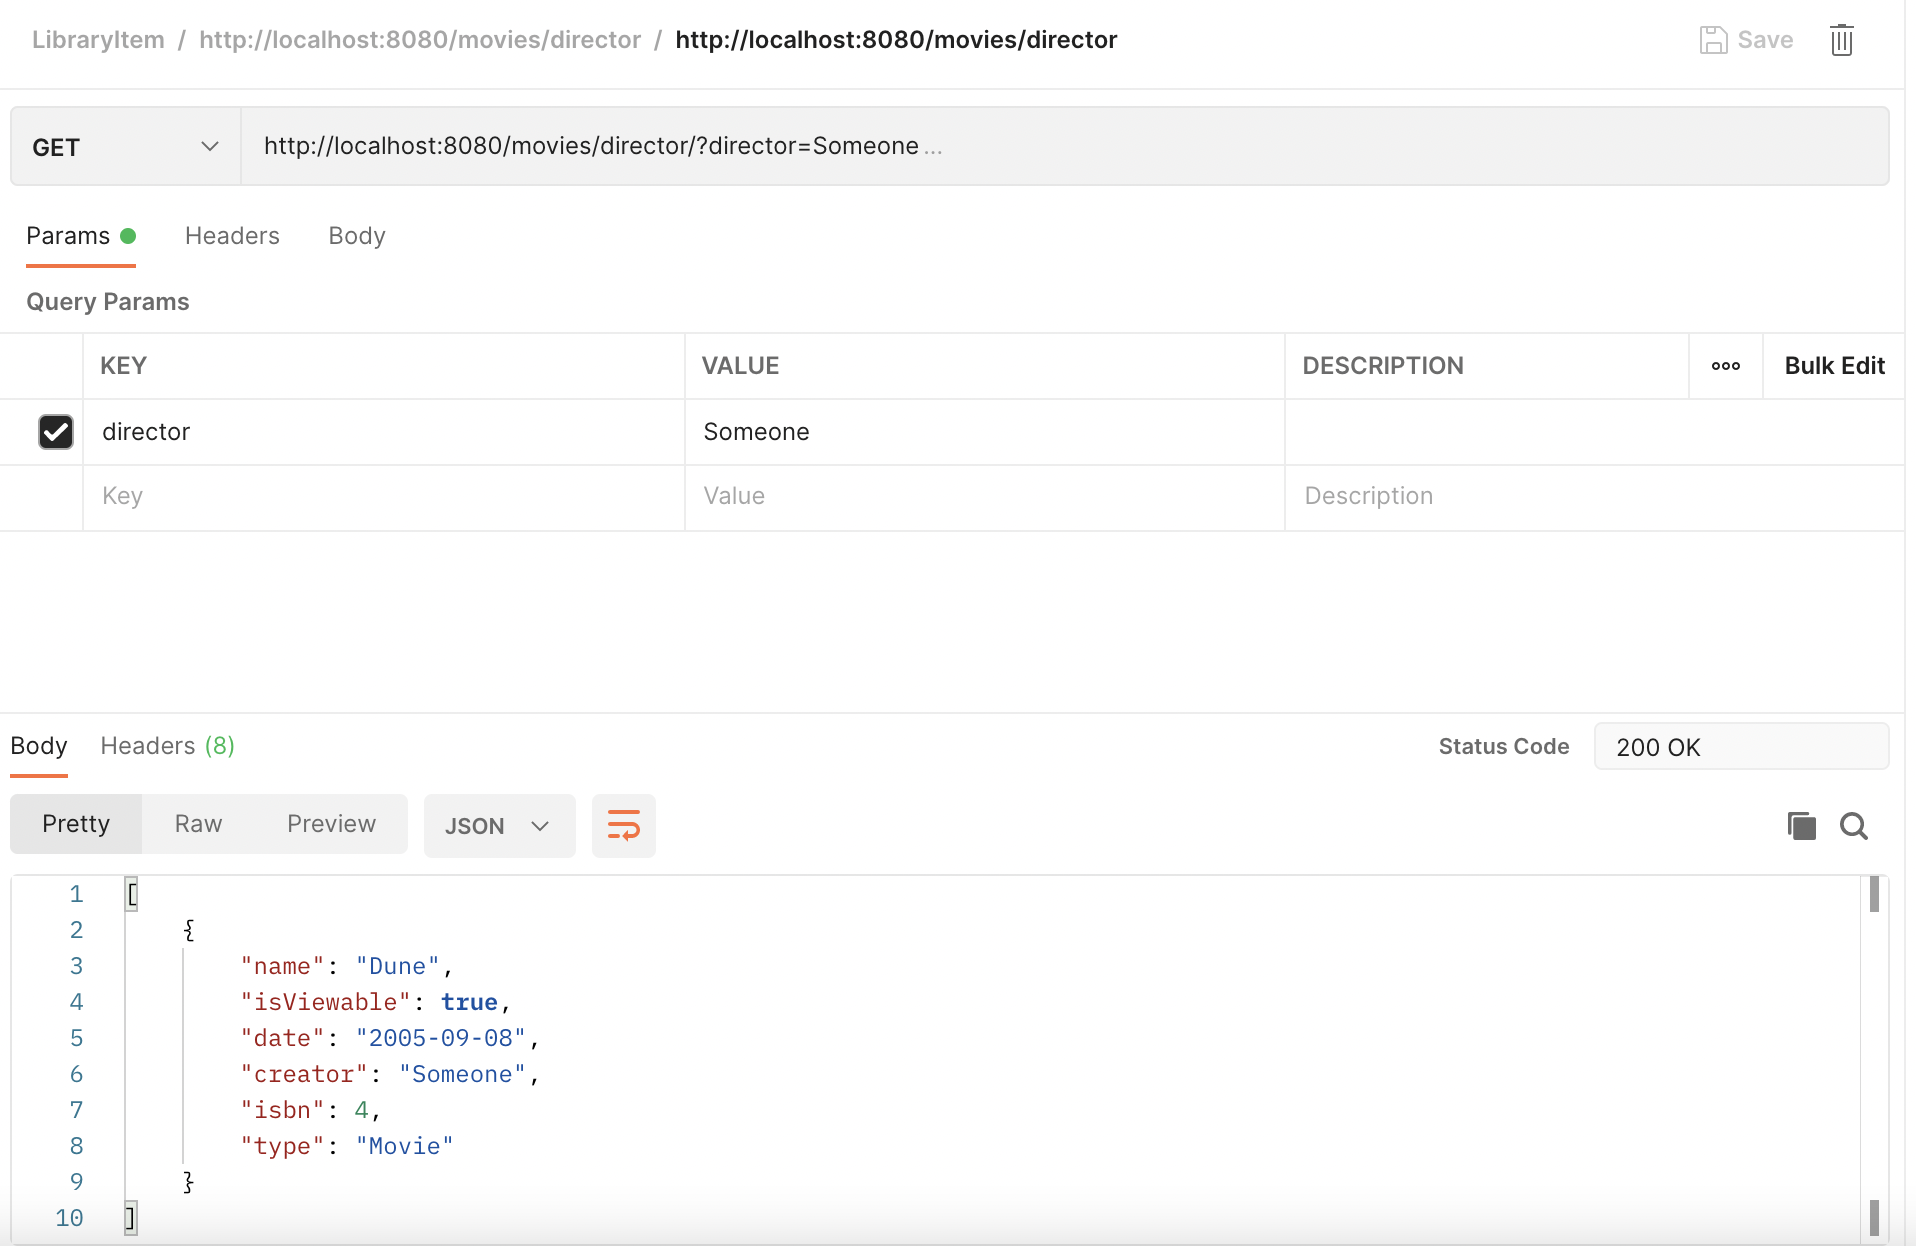 LibraryItem / http://localhost:8080/movies/director / http://localhost:8080/movies/director Save
GET http://localhost:8080/movies/director/?director=Someone ...
Params Headers Body
Query Params
KEY VALUE DESCRIPTION ooo Bulk Edit
director Someone
Key Value Description
Body Headers (8) Status Code 200 OK
Pretty Raw Preview JSON
1 [
2 {
3 "name": "Dune",
4 "isViewable": true,
5 "date": "2005-09-08",
6 "creator": "Someone",
7 "isbn": 4,
8 "type": "Movie"
9 }
10 ]